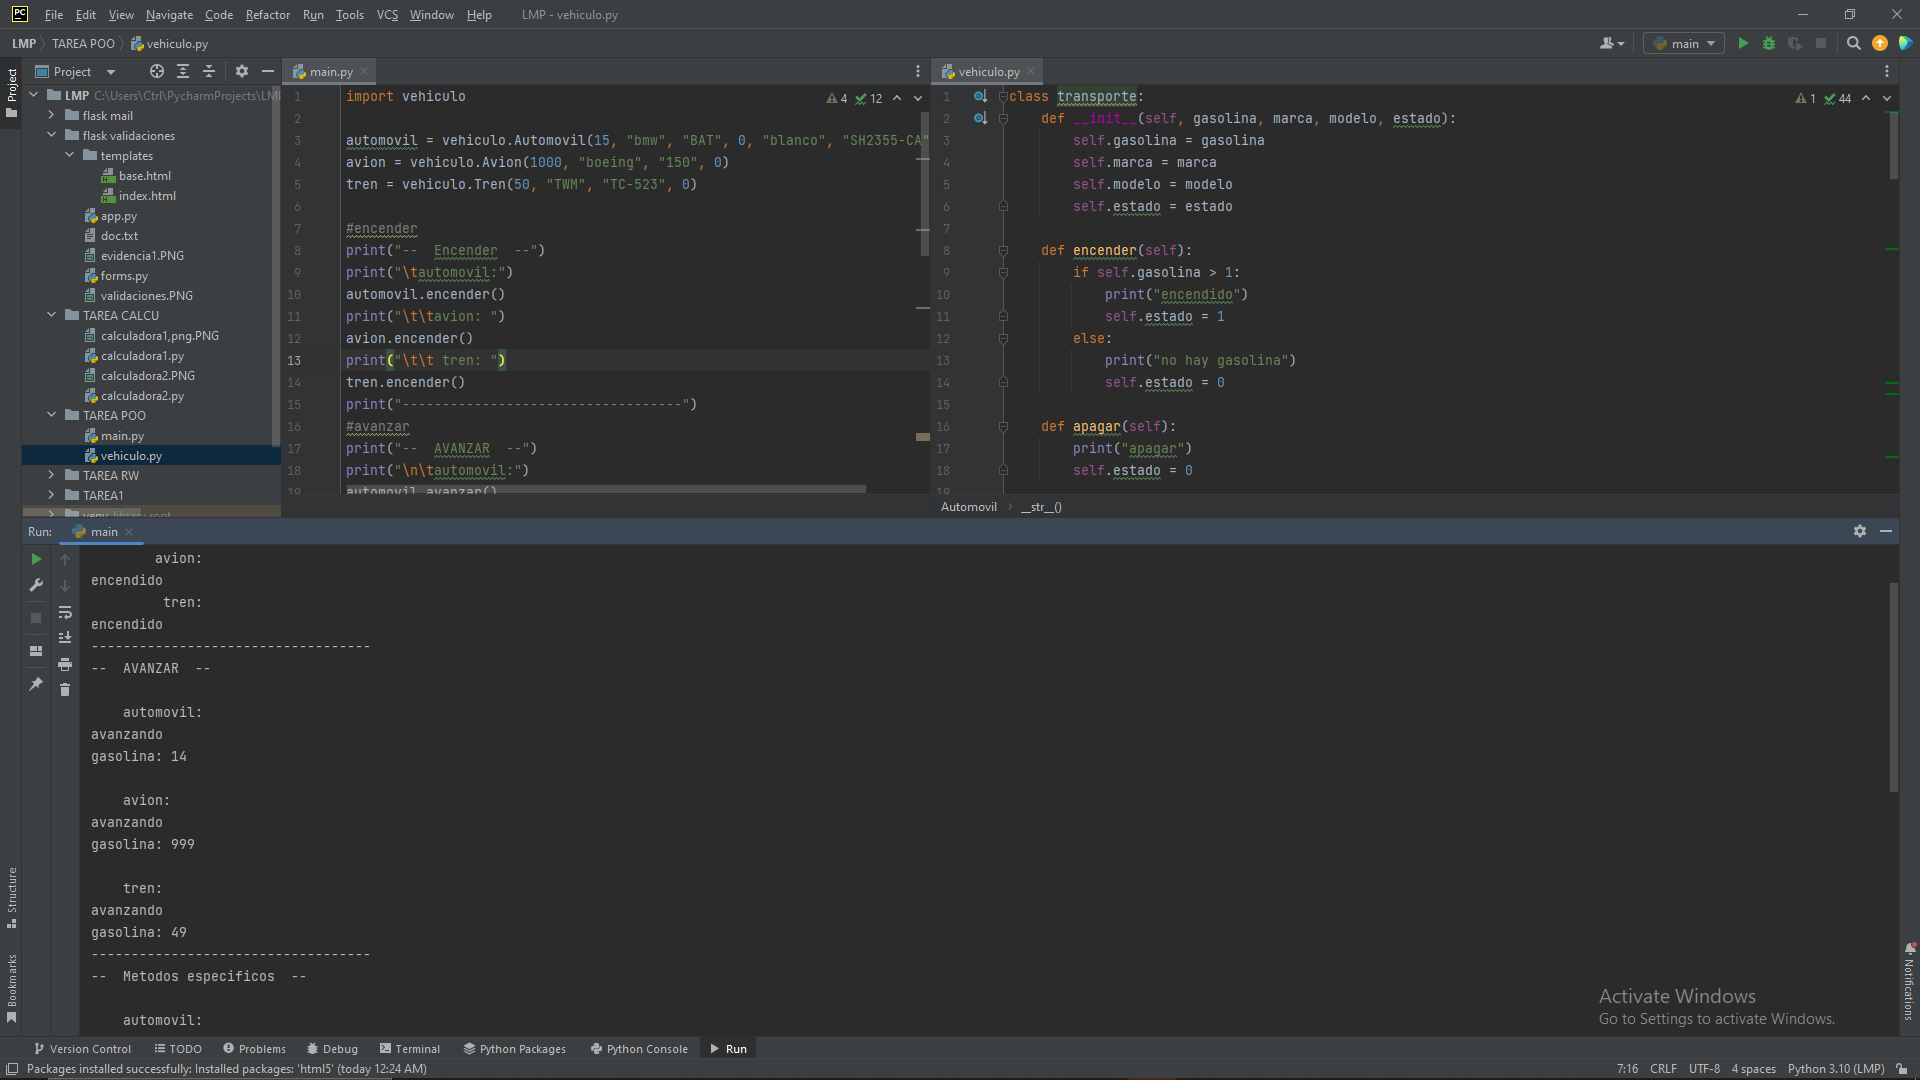 PC File Edit View Navigate Code Refactor Run Tools VCS Window Help LMP - vehiculo.py
LMP TAREA POO vehiculo.py
main
Project
main.py
vehiculo.py
Project
LMP C:\Users\Ctrl\PycharmProjects\LM
flask mail
flask validaciones
templates
base.html
index.html
app.py
doc.txt
evidencia1.PNG
forms.py
validaciones.PNG
TAREA CALCU
calculadora1,png.PNG
calculadora1.py
calculadora2.PNG
calculadora2.py
TAREA POO
main.py
vehiculo.py
TAREA RW
TAREA1
venv library root
4 12
1 import vehiculo
2
3 automovil = vehiculo.Automovil(15, "bmw", "BAT", 0, "blanco", "SH2355-CA"
4 avion = vehiculo.Avion(1000, "boeing", "150", 0)
5 tren = vehiculo.Tren(50, "TWM", "TC-523", 0)
6
7 #encender
8 print("--  Encender  --")
9 print("\tautomovil:")
10 automovil.encender()
11 print("\t\tavion: ")
12 avion.encender()
13 print("\t\t tren: ")
14 tren.encender()
15 print("-----------------------------------")
16 #avanzar
17 print("--  AVANZAR  --")
18 print("\n\tautomovil:")
19 automovil.avanzar()
1 44
1 class transporte:
2 def __init__(self, gasolina, marca, modelo, estado):
3 self.gasolina = gasolina
4 self.marca = marca
5 self.modelo = modelo
6 self.estado = estado
7
8 def encender(self):
9 if self.gasolina > 1:
10 print("encendido")
11 self.estado = 1
12 else:
13 print("no hay gasolina")
14 self.estado = 0
15
16 def apagar(self):
17 print("apagar")
18 self.estado = 0
19
Automovil __str__()
Run: main
avion:
encendido
tren:
encendido
-----------------------------------
--  AVANZAR  --
automovil:
avanzando
gasolina: 14
avion:
avanzando
gasolina: 999
tren:
avanzando
gasolina: 49
-----------------------------------
--  Metodos especificos  --
automovil:
Structure
Bookmarks
Notifications
Activate Windows
Go to Settings to activate Windows.
Version Control TODO Problems Debug Terminal Python Packages Python Console Run
Packages installed successfully: Installed packages: 'html5' (today 12:24 AM) 7:16 CRLF UTF-8 4 spaces Python 3.10 (LMP)